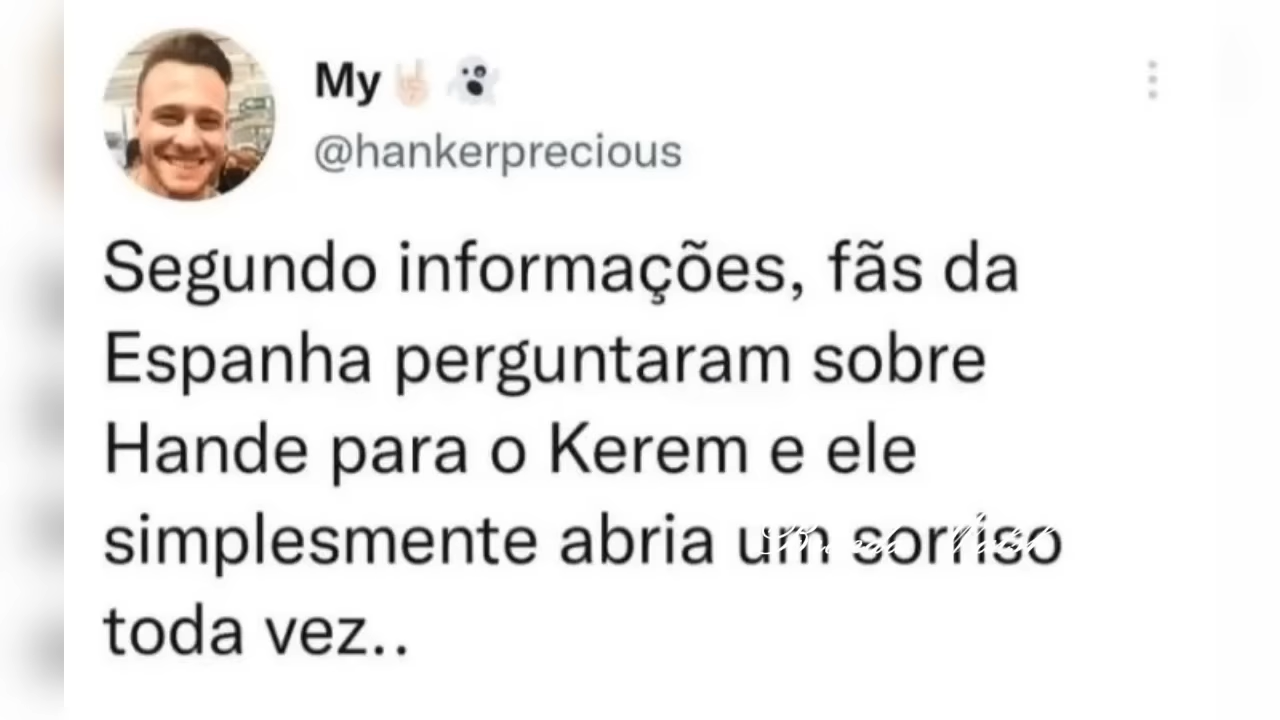 My🤘🏻👻
@hankerprecious
Segundo informações, fãs da
Espanha perguntaram sobre
Hande para o Kerem e ele
simplesmente abria um sorriso
toda vez..